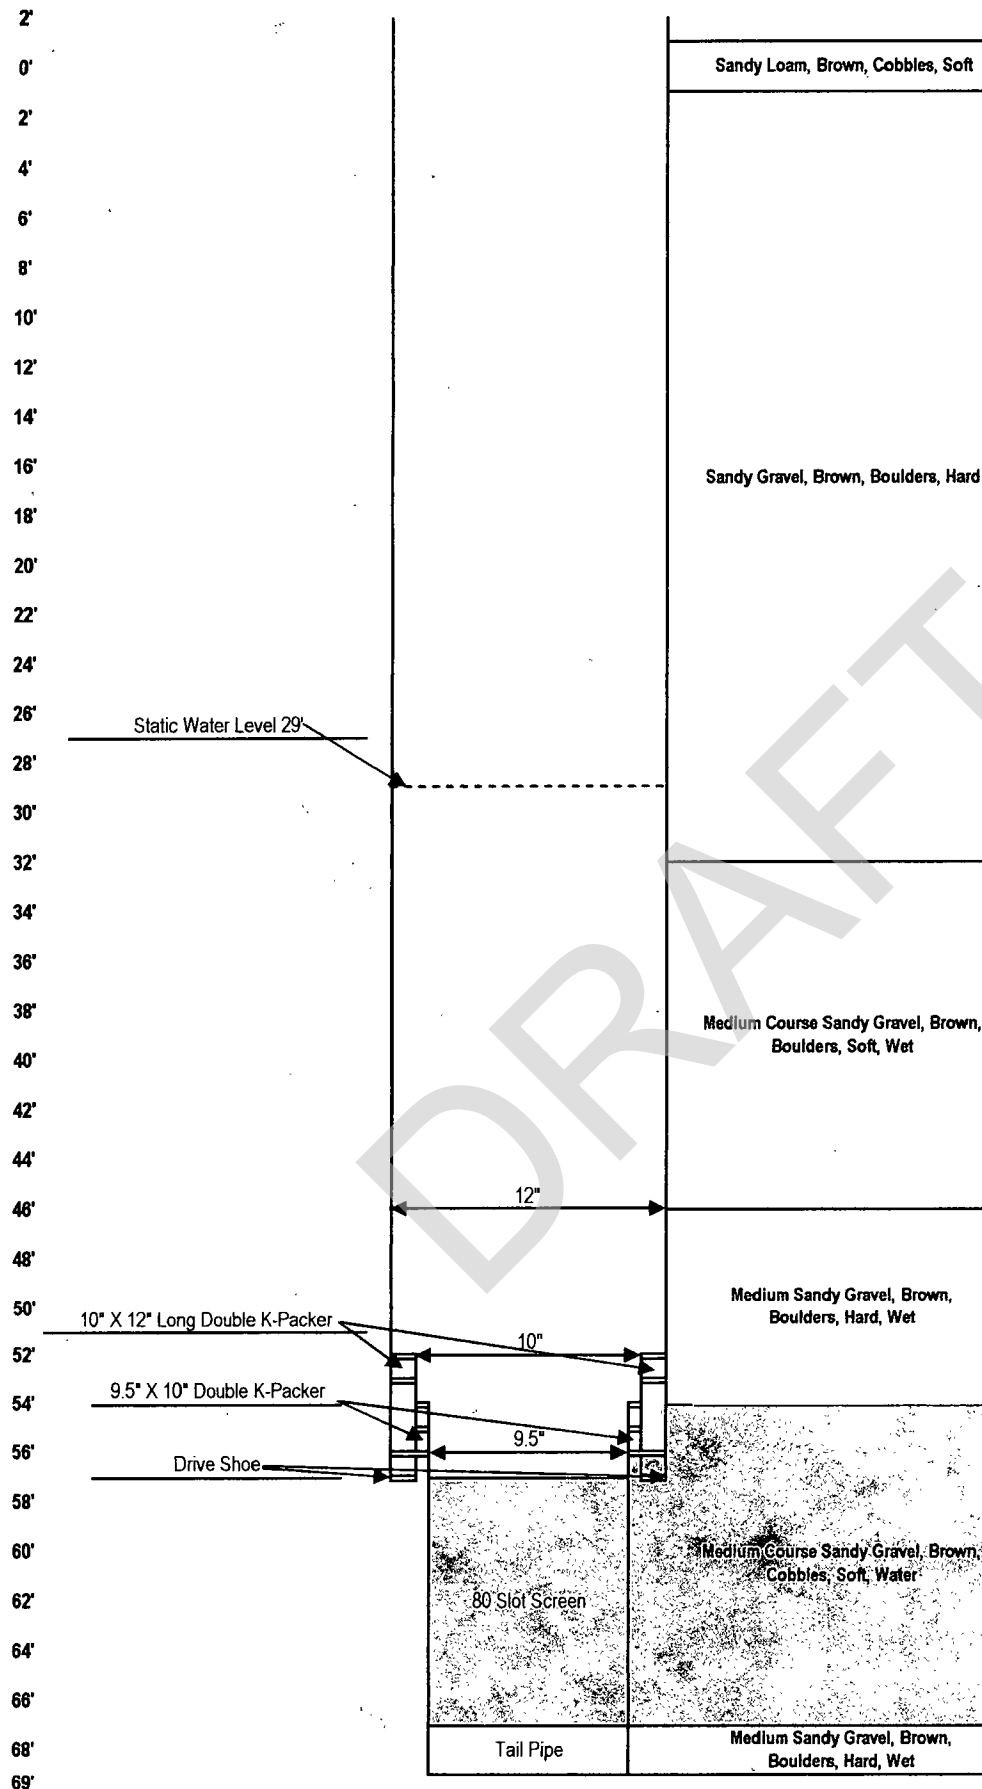 2'
0'
Sandy Loam, Brown, Cobbles, Soft
2'
4'
6'
8'
10'
12'
14'
16'
Sandy Gravel, Brown, Boulders, Hard
18'
20'
22'
24'
26'
Static Water Level 29'
28'
30'
32'
34'
36'
38'
Medium Course Sandy Gravel, Brown,
Boulders, Soft, Wet
40'
42'
44'
46'
12"
48'
50'
Medium Sandy Gravel, Brown,
Boulders, Hard, Wet
10" X 12" Long Double K-Packer
52'
10"
9.5" X 10" Double K-Packer
54'
56'
9.5"
Drive Shoe
58'
60'
Medium Course Sandy Gravel, Brown,
Cobbles, Soft, Water
62'
80 Slot Screen
64'
66'
68'
Tail Pipe
Medium Sandy Gravel, Brown,
Boulders, Hard, Wet
69'
DRAFT